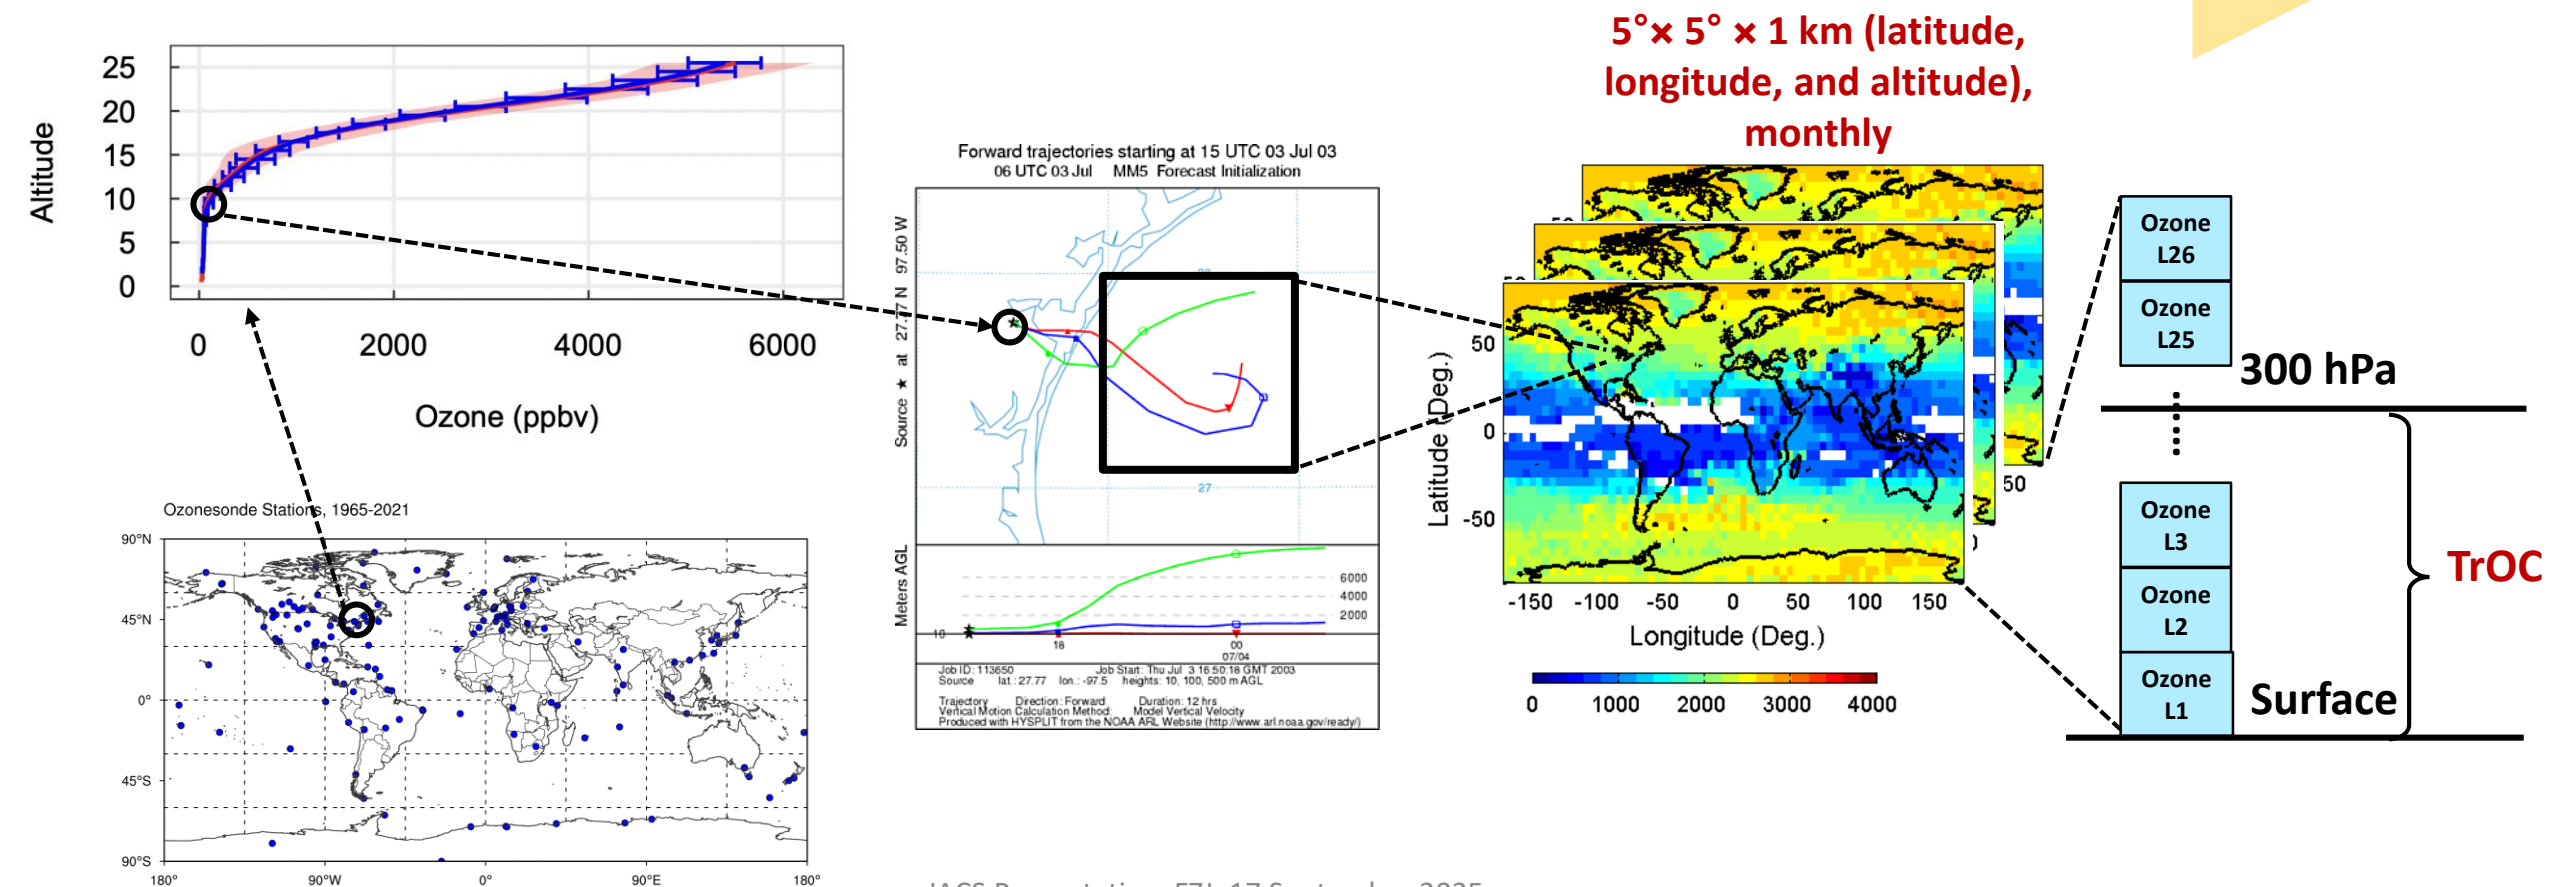 5°× 5° × 1 km (latitude,
longitude, and altitude),
monthly
Altitude
25
20
15
10
5
0
0 2000 4000 6000
Ozone (ppbv)
Ozonesonde Stations, 1965-2021
90°N
45°N
0°
45°S
90°S
180° 90°W 0° 90°E 180°
Forward trajectories starting at 15 UTC 03 Jul 03
06 UTC 03 Jul MM5 Forecast Initialization
Source ★ at 27.77 N 97.50 W
27
Meters AGL
6000
4000
2000
10
18 00
07/04
Job ID: 113650 Job Start: Thu Jul 3 16:50:18 GMT 2003
Source lat.: 27.77 lon.: -97.5 heights: 10, 100, 500 m AGL
Trajectory Direction: Forward Duration: 12 hrs
Vertical Motion Calculation Method: Model Vertical Velocity
Produced with HYSPLIT from the NOAA ARL Website (http://www.arl.noaa.gov/ready/)
Latitude (Deg.)
50
0
-50
50
-150 -100 -50 0 50 100 150
Longitude (Deg.)
0 1000 2000 3000 4000
Ozone
L26
Ozone
L25
300 hPa
Ozone
L3
Ozone
L2
Ozone
L1
Surface
TrOC